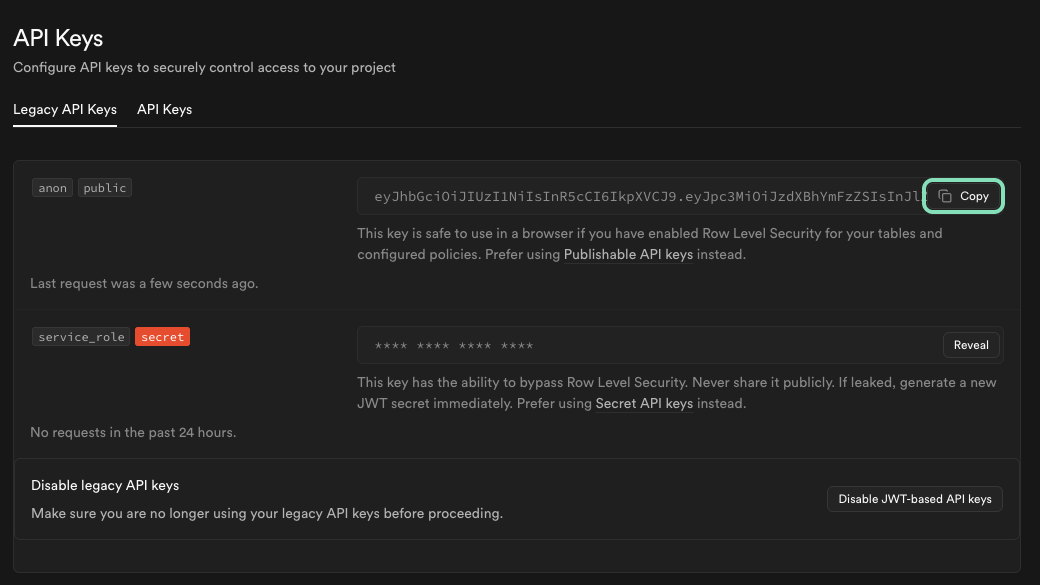 API Keys
Configure API keys to securely control access to your project
Legacy API Keys API Keys
anon public
eyJhbGciOiJIUzI1NiIsInR5cCI6IkpXVCJ9.eyJpc3MiOiJzdXBhYmFzZSIsInJl Copy
This key is safe to use in a browser if you have enabled Row Level Security for your tables and
configured policies. Prefer using Publishable API keys instead.
Last request was a few seconds ago.
service_role secret
**** **** **** **** Reveal
This key has the ability to bypass Row Level Security. Never share it publicly. If leaked, generate a new
JWT secret immediately. Prefer using Secret API keys instead.
No requests in the past 24 hours.
Disable legacy API keys
Make sure you are no longer using your legacy API keys before proceeding.
Disable JWT-based API keys